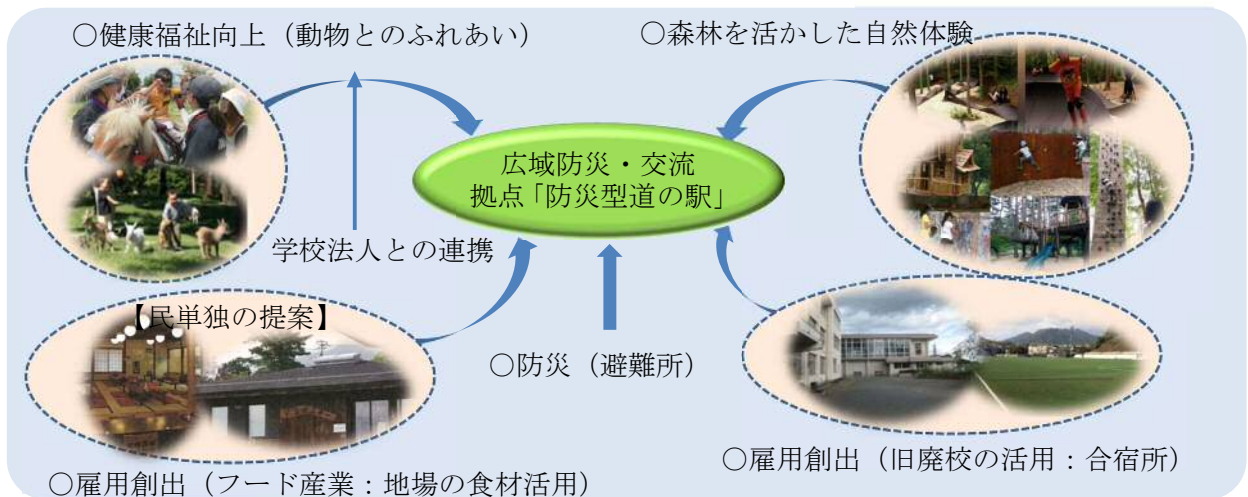 ○健康福祉向上（動物とのふれあい）
○森林を活かした自然体験
広域防災・交流
拠点「防災型道の駅」
学校法人との連携
【民単独の提案】
○防災（避難所）
○雇用創出（フード産業：地場の食材活用）
○雇用創出（旧廃校の活用：合宿所）